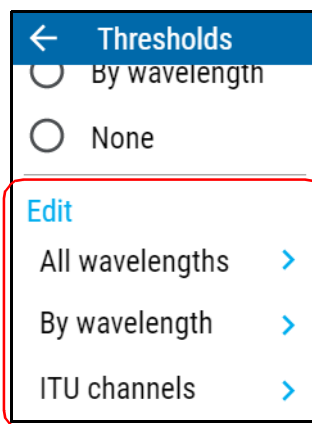 Thresholds
By wavelength
None
Edit
All wavelengths
By wavelength
ITU channels